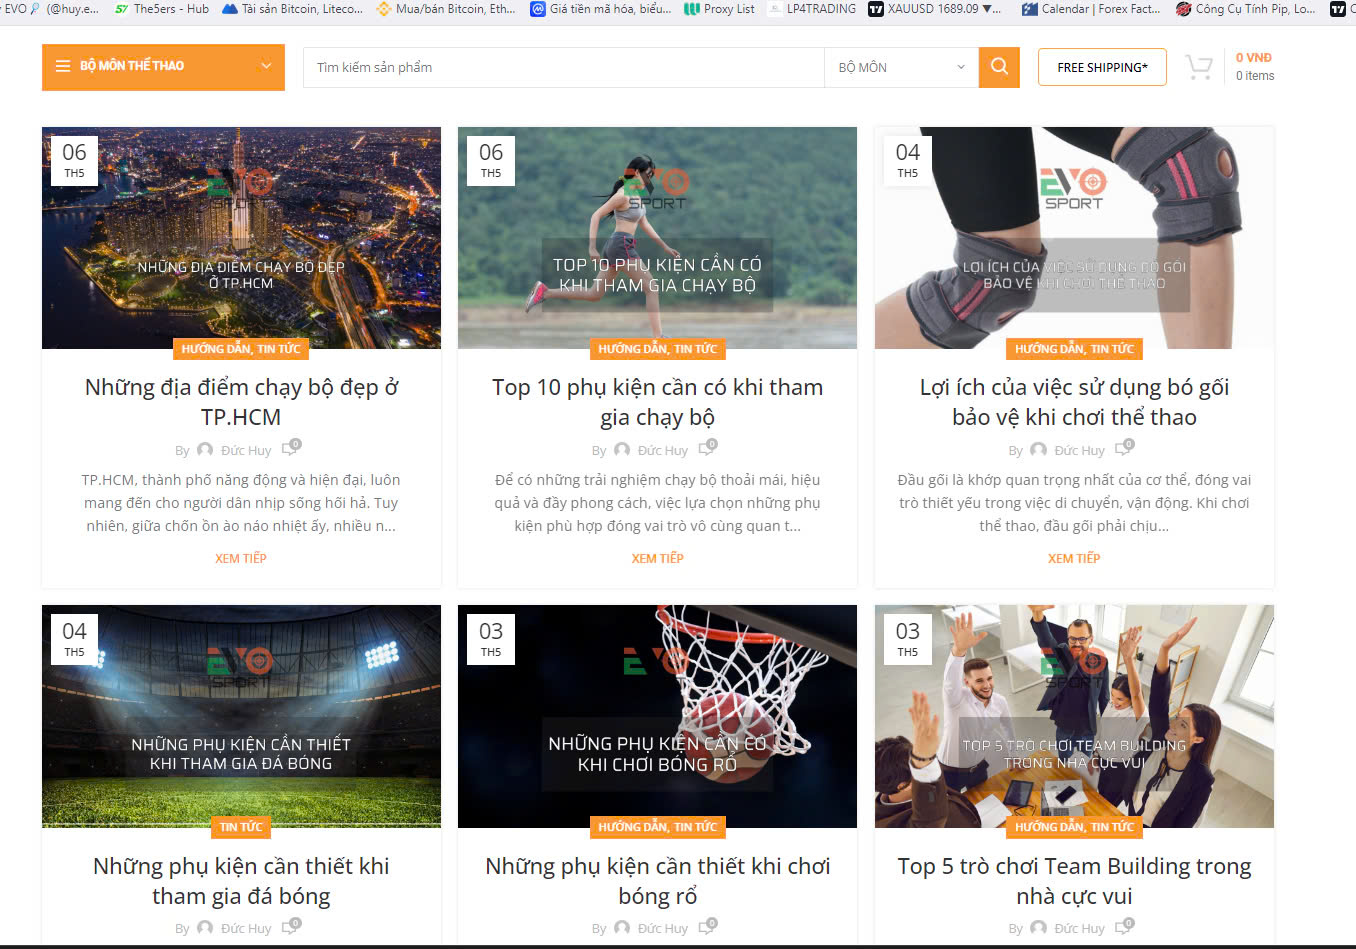 EVO
(@huy.e...
The5ers - Hub
Tài sản Bitcoin, Liteco...
Mua/bán Bitcoin, Eth...
Giá tiền mã hóa, biểu...
Proxy List
LP4TRADING
XAUUSD 1689.09 ▼...
Calendar | Forex Fact...
Công Cụ Tính Pip, Lo...
BỘ MÔN THỂ THAO
Tìm kiếm sản phẩm
BỘ MÔN
FREE SHIPPING*
0 VNĐ
0 items
06
TH5
EVO
SPORT
NHỮNG ĐỊA ĐIỂM CHẠY BỘ ĐẸP
Ở TP.HCM
HƯỚNG DẪN, TIN TỨC
Những địa điểm chạy bộ đẹp ở
TP.HCM
By Đức Huy 0
TP.HCM, thành phố năng động và hiện đại, luôn
mang đến cho người dân nhịp sống hối hả. Tuy
nhiên, giữa chốn ồn ào náo nhiệt ấy, nhiều n...
XEM TIẾP
06
TH5
EVO
SPORT
TOP 10 PHỤ KIỆN CẦN CÓ
KHI THAM GIA CHẠY BỘ
HƯỚNG DẪN, TIN TỨC
Top 10 phụ kiện cần có khi tham
gia chạy bộ
By Đức Huy 0
Để có những trải nghiệm chạy bộ thoải mái, hiệu
quả và đầy phong cách, việc lựa chọn những phụ
kiện phù hợp đóng vai trò vô cùng quan t...
XEM TIẾP
04
TH5
EVO
SPORT
LỢI ÍCH CỦA VIỆC SỬ DỤNG BÓ GỐI
BẢO VỆ KHI CHƠI THỂ THAO
HƯỚNG DẪN, TIN TỨC
Lợi ích của việc sử dụng bó gối
bảo vệ khi chơi thể thao
By Đức Huy 0
Đầu gối là khớp quan trọng nhất của cơ thể, đóng vai
trò thiết yếu trong việc di chuyển, vận động. Khi chơi
thể thao, đầu gối phải chịu...
XEM TIẾP
04
TH5
EVO
SPORT
NHỮNG PHỤ KIỆN CẦN THIẾT
KHI THAM GIA ĐÁ BÓNG
TIN TỨC
Những phụ kiện cần thiết khi
tham gia đá bóng
By Đức Huy 0
03
TH5
EVO
SPORT
NHỮNG PHỤ KIỆN CẦN CÓ
KHI CHƠI BÓNG RỔ
HƯỚNG DẪN, TIN TỨC
Những phụ kiện cần thiết khi chơi
bóng rổ
By Đức Huy 0
03
TH5
EVO
SPORT
TOP 5 TRÒ CHƠI TEAM BUILDING
TRONG NHÀ CỰC VUI
HƯỚNG DẪN, TIN TỨC
Top 5 trò chơi Team Building trong
nhà cực vui
By Đức Huy 0